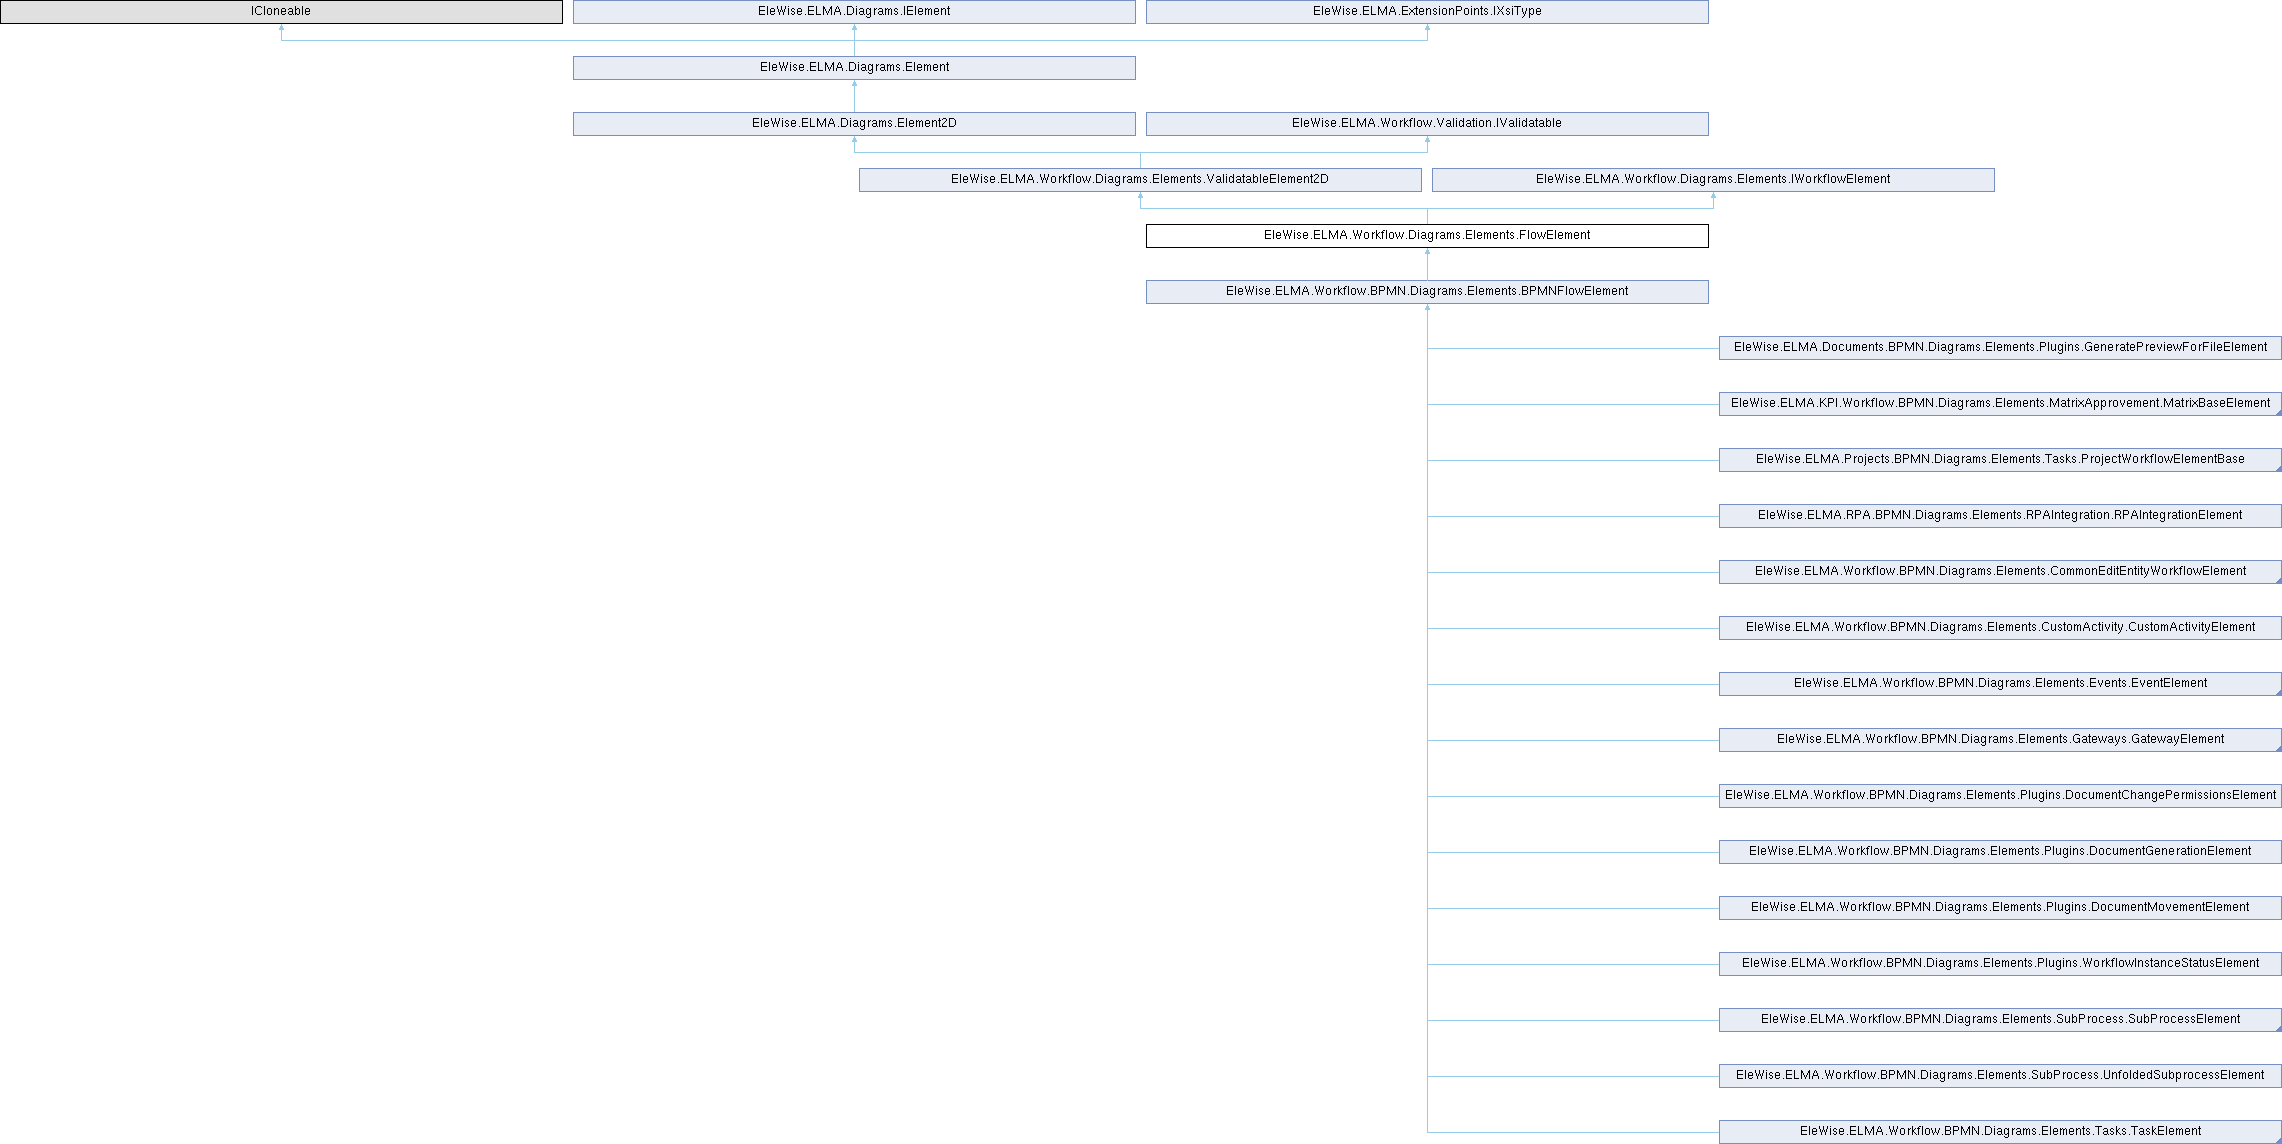 ICloneable
EleWise.ELMA.Diagrams.IElement
EleWise.ELMA.ExtensionPoints.IXsiType
EleWise.ELMA.Diagrams.Element
EleWise.ELMA.Diagrams.Element2D
EleWise.ELMA.Workflow.Validation.IValidatable
EleWise.ELMA.Workflow.Diagrams.Elements.ValidatableElement2D
EleWise.ELMA.Workflow.Diagrams.Elements.IWorkflowElement
EleWise.ELMA.Workflow.Diagrams.Elements.FlowElement
EleWise.ELMA.Workflow.BPMN.Diagrams.Elements.BPMNFlowElement
EleWise.ELMA.Documents.BPMN.Diagrams.Elements.Plugins.GeneratePreviewForFileElement
EleWise.ELMA.KPI.Workflow.BPMN.Diagrams.Elements.MatrixApprovement.MatrixBaseElement
EleWise.ELMA.Projects.BPMN.Diagrams.Elements.Tasks.ProjectWorkflowElementBase
EleWise.ELMA.RPA.BPMN.Diagrams.Elements.RPAIntegration.RPAIntegrationElement
EleWise.ELMA.Workflow.BPMN.Diagrams.Elements.CommonEditEntityWorkflowElement
EleWise.ELMA.Workflow.BPMN.Diagrams.Elements.CustomActivity.CustomActivityElement
EleWise.ELMA.Workflow.BPMN.Diagrams.Elements.Events.EventElement
EleWise.ELMA.Workflow.BPMN.Diagrams.Elements.Gateways.GatewayElement
EleWise.ELMA.Workflow.BPMN.Diagrams.Elements.Plugins.DocumentChangePermissionsElement
EleWise.ELMA.Workflow.BPMN.Diagrams.Elements.Plugins.DocumentGenerationElement
EleWise.ELMA.Workflow.BPMN.Diagrams.Elements.Plugins.DocumentMovementElement
EleWise.ELMA.Workflow.BPMN.Diagrams.Elements.Plugins.WorkflowInstanceStatusElement
EleWise.ELMA.Workflow.BPMN.Diagrams.Elements.SubProcess.SubProcessElement
EleWise.ELMA.Workflow.BPMN.Diagrams.Elements.SubProcess.UnfoldedSubprocessElement
EleWise.ELMA.Workflow.BPMN.Diagrams.Elements.Tasks.TaskElement